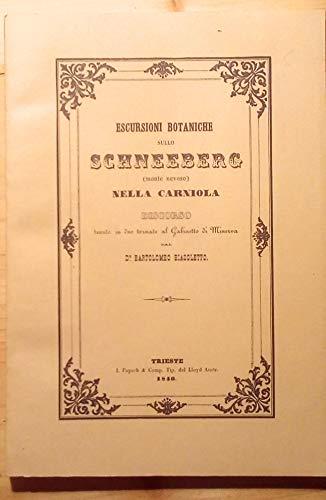 ESCURSIONI BOTANICHE
SULLO
SCHNEEBERG
(monte nevoso)
NELLA CARNIOLA
DISCORSO
tenuto in due tornate al Gabinetto di Minerva
DAL
Dr. BARTOLOMEO BIASOLETTO.
TRIESTE
I. Papsch & Comp. Tip. del Lloyd Austr.
1846.